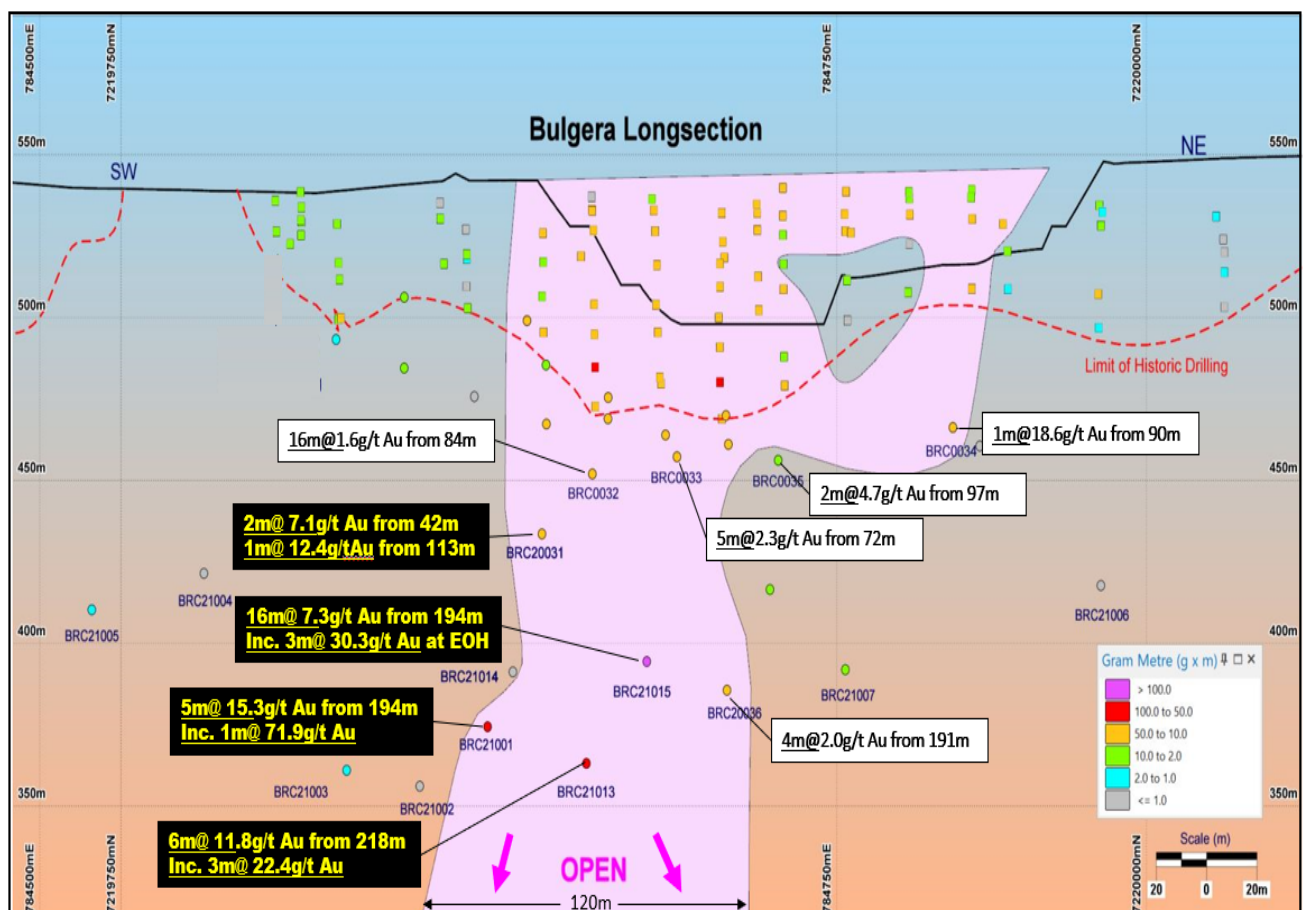 784500mE
7219750mN
784750mE
7220000mN
Bulgera Longsection
550m
550m
SW
NE
500m
500m
Limit of Historic Drilling
16m@1.6g/t Au from 84m
1m@18.6g/t Au from 90m
BRC0034
450m
450m
BRC0032
BRC0033
BRC0035
2m@4.7g/t Au from 97m
2m@ 7.1g/t Au from 42m
1m@ 12.4g/tAu from 113m
5m@2.3g/t Au from 72m
BRC20031
BRC21004
BRC21005
BRC21006
16m@ 7.3g/t Au from 194m
Inc. 3m@ 30.3g/t Au at EOH
400m
400m
BRC21014
BRC21015
BRC21007
BRC20036
5m@ 15.3g/t Au from 194m
Inc. 1m@ 71.9g/t Au
BRC21001
4m@2.0g/t Au from 191m
BRC21003
BRC21002
BRC21013
350m
350m
6m@ 11.8g/t Au from 218m
Inc. 3m@ 22.4g/t Au
OPEN
120m
Gram Metre (g x m)
> 100.0
100.0 to 50.0
50.0 to 10.0
10.0 to 2.0
2.0 to 1.0
<= 1.0
Scale (m)
20 0 20m
784500mE
7219750mN
784750mE
7220000mN